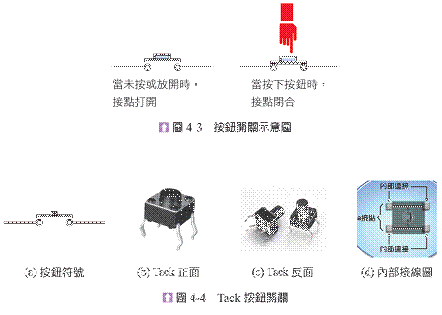 當未按或放開時，
接點打開
當按下按鈕時，
接點閉合
圖 4-3 按鈕開關示意圖
內部連接
a接點
內部連接
(a) 按鈕符號
(b) Tack 正面
(c) Tack 反面
(d) 內部接線圖
圖 4-4 Tack 按鈕開關